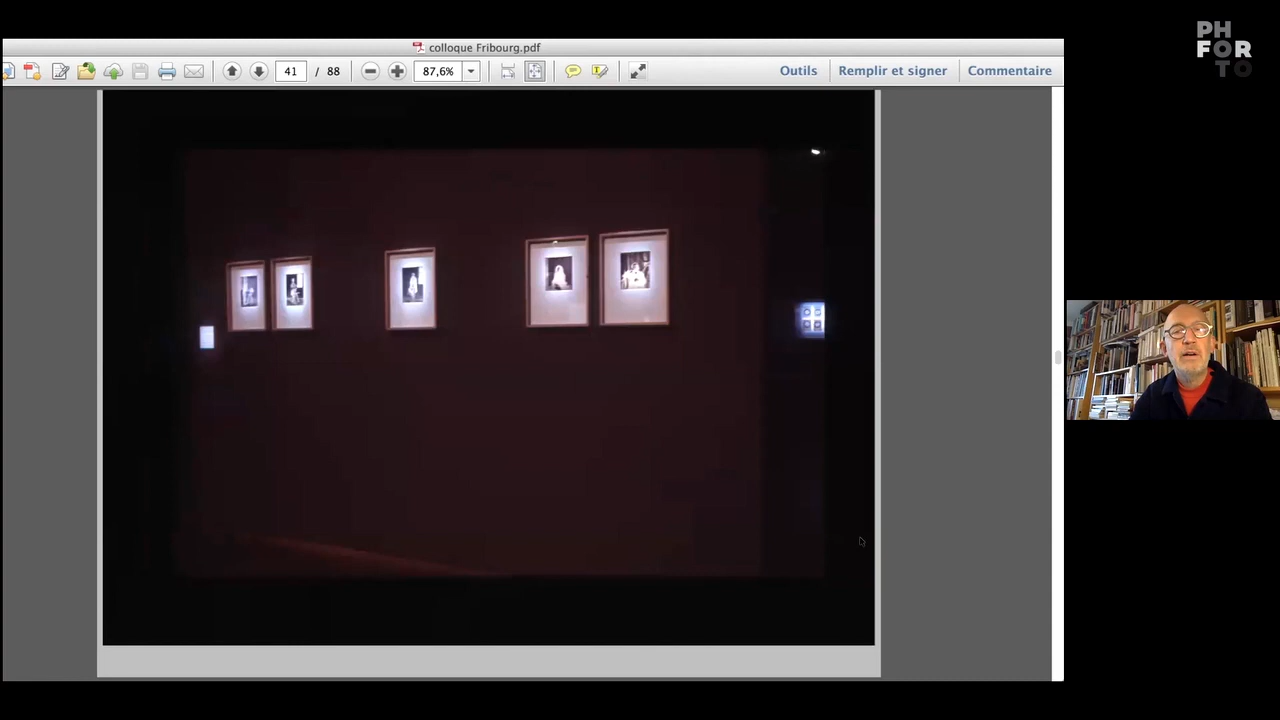 PH
FOR
TO
colloque Fribourg.pdf
41 / 88
87,6%
Outils
Remplir et signer
Commentaire